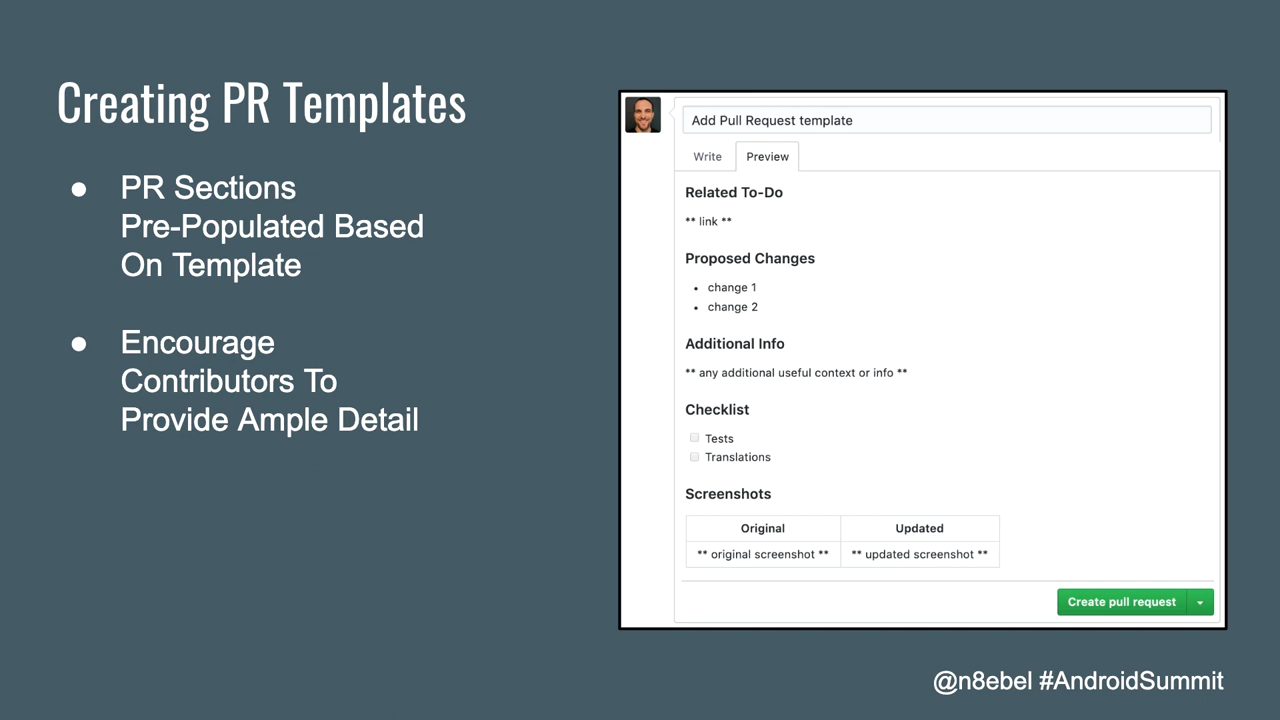 Creating PR Templates
● PR Sections
Pre-Populated Based
On Template
● Encourage
Contributors To
Provide Ample Detail
Add Pull Request template
Write Preview
Related To-Do
** link **
Proposed Changes
• change 1
• change 2
Additional Info
** any additional useful context or info **
Checklist
Tests
Translations
Screenshots
Original Updated
** original screenshot ** ** updated screenshot **
Create pull request
@n8ebel #AndroidSummit